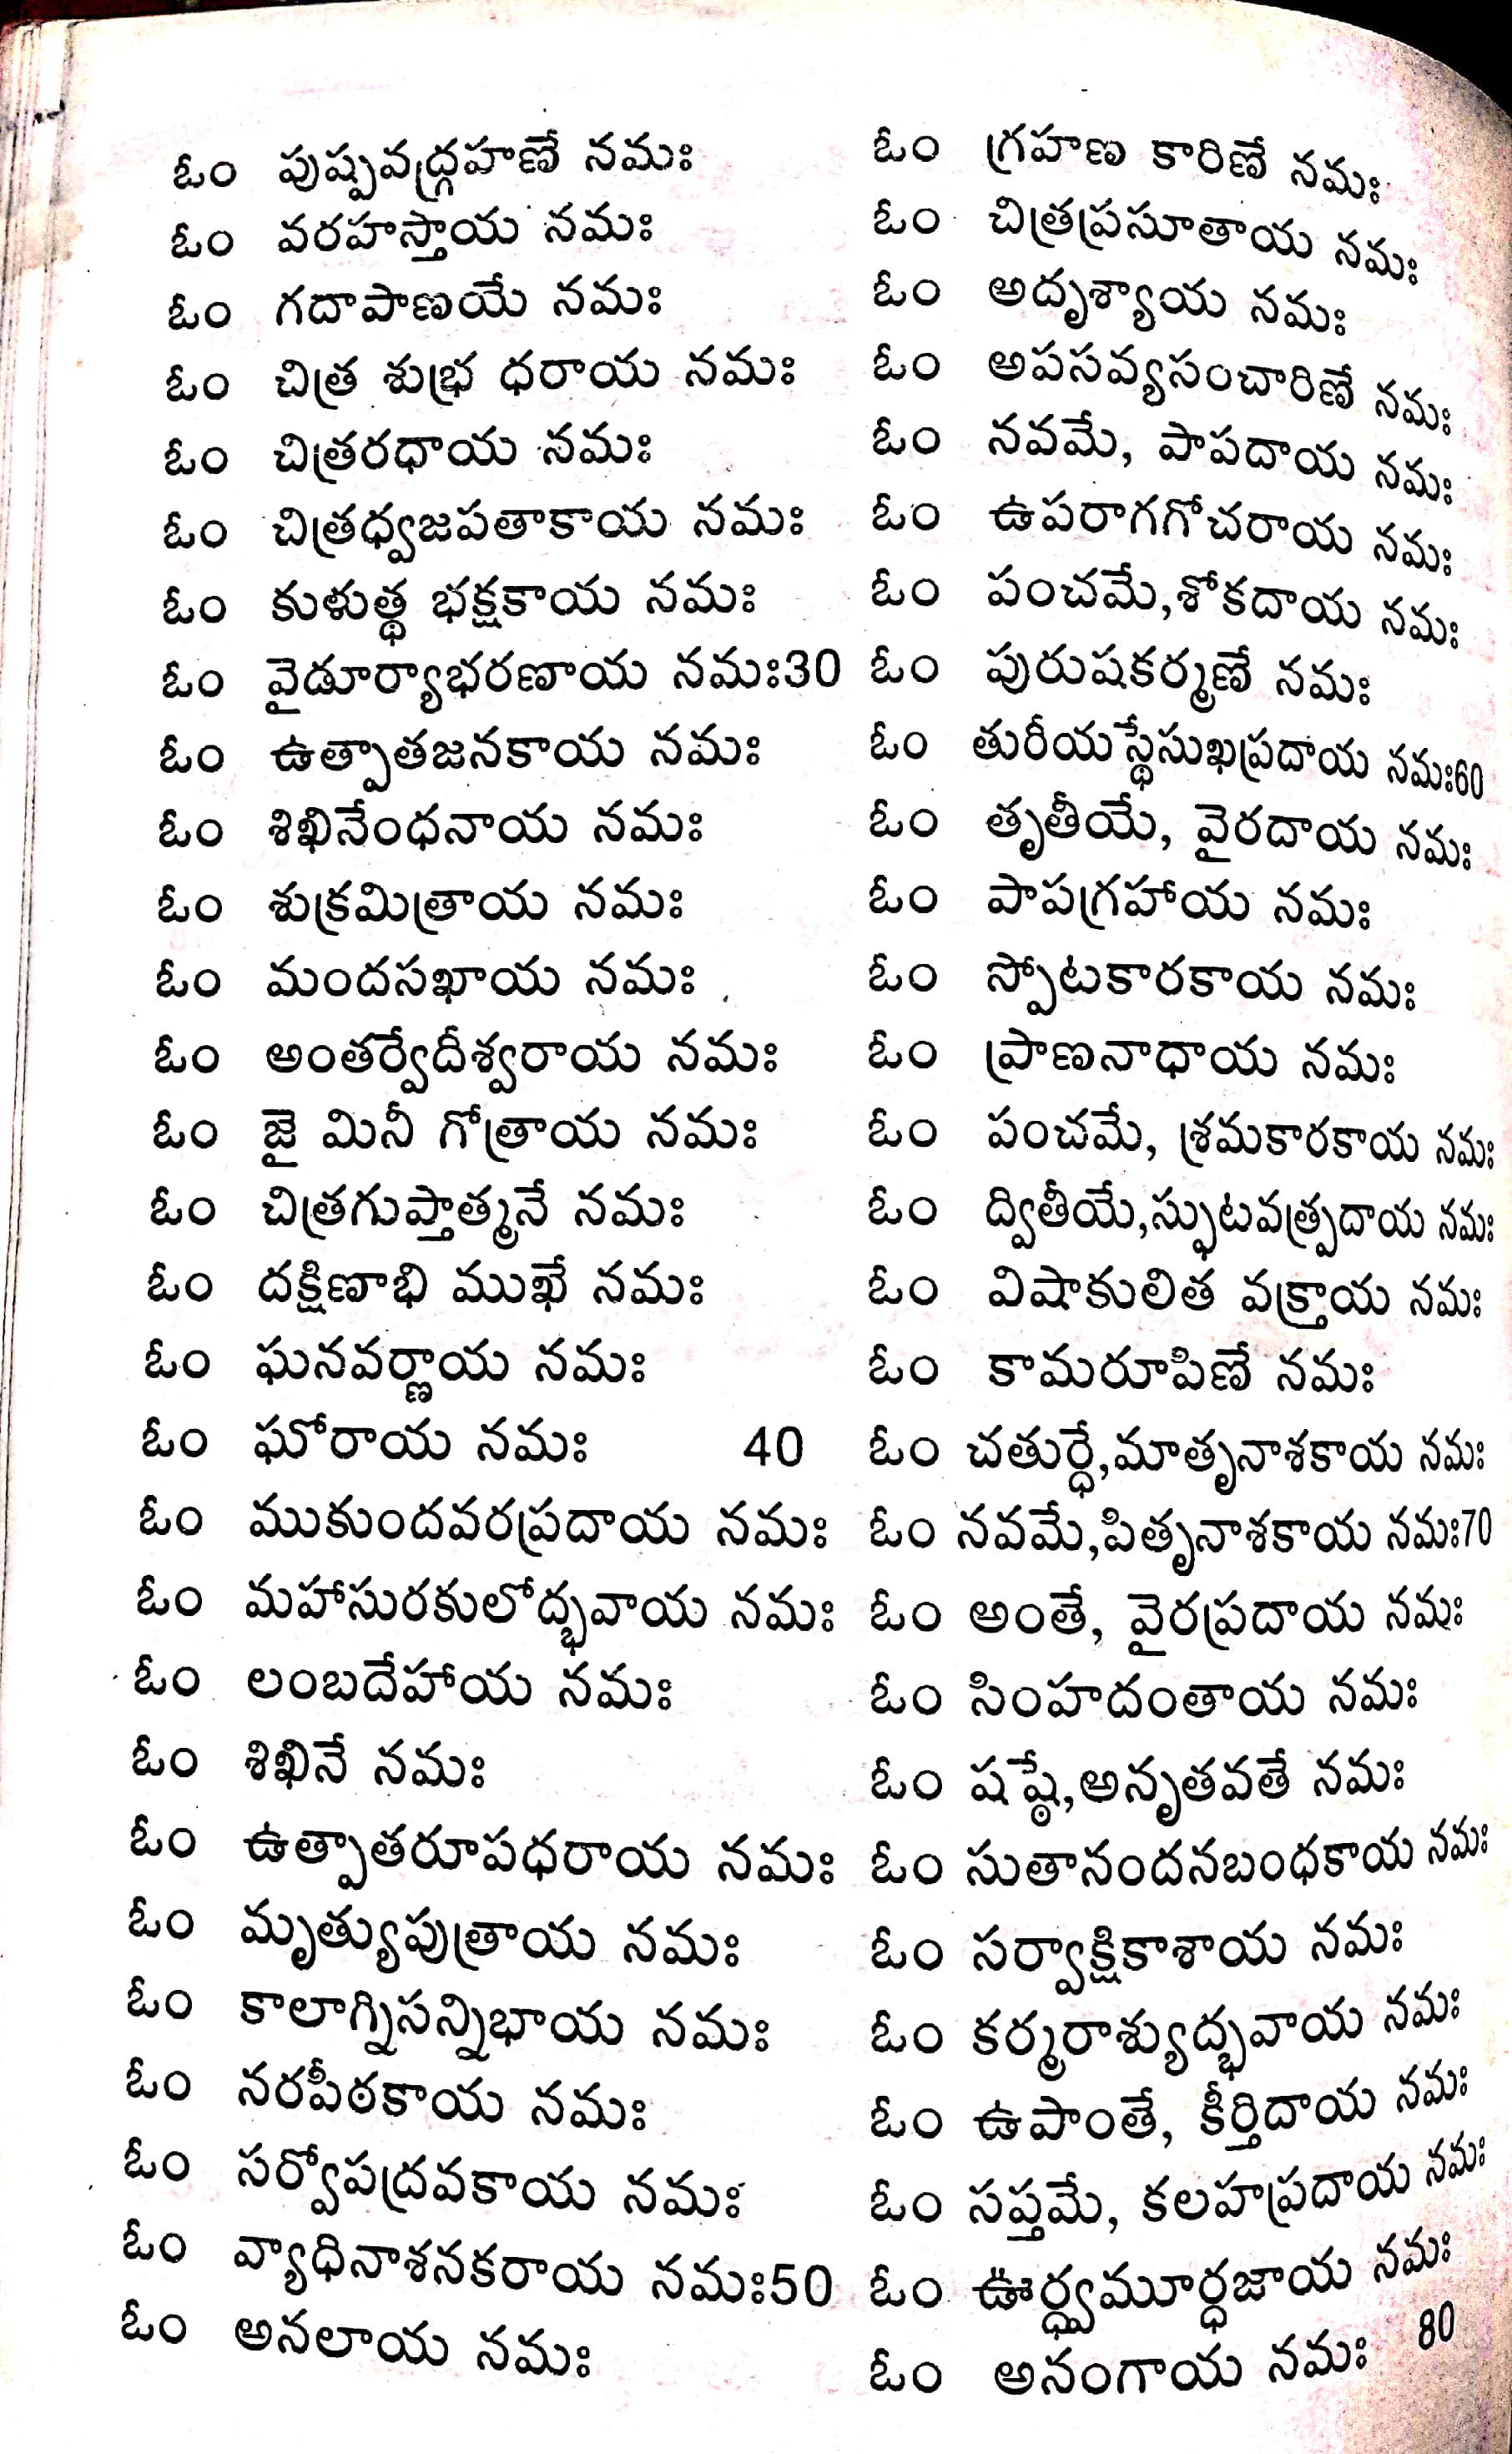 ఓం పుష్పవద్గ్రహణే నమః
ఓం వరహస్తాయ నమః
ఓం గదాపాణయే నమః
ఓం చిత్ర శుభ్ర ధరాయ నమః
ఓం చిత్రరధాయ నమః
ఓం చిత్రధ్వజపతాకాయ నమః
ఓం కుళుత్థ భక్షకాయ నమః
ఓం వైడూర్యాభరణాయ నమః30
ఓం ఉత్పాతజనకాయ నమః
ఓం శిఖినేంధనాయ నమః
ఓం శుక్రమిత్రాయ నమః
ఓం మందసఖాయ నమః
ఓం అంతర్వేదీశ్వరాయ నమః
ఓం జై మినీ గోత్రాయ నమః
ఓం చిత్రగుప్తాత్మనే నమః
ఓం దక్షిణాభి ముఖే నమః
ఓం ఘనవర్ణాయ నమః
ఓం ఘోరాయ నమః 40
ఓం ముకుందవరప్రదాయ నమః
ఓం మహాసురకులోద్భవాయ నమః
ఓం లంబదేహాయ నమః
ఓం శిఖినే నమః
ఓం ఉత్పాతరూపధరాయ నమః
ఓం మృత్యుపుత్రాయ నమః
ఓం కాలాగ్నిసన్నిభాయ నమః
ఓం నరపీఠకాయ నమః
ఓం సర్వోపద్రవకాయ నమః
ఓం వ్యాధినాశనకరాయ నమః50
ఓం అనలాయ నమః
ఓం గ్రహణ కారిణే నమః
ఓం చిత్రప్రసూతాయ నమః
ఓం అదృశ్యాయ నమః
ఓం అపసవ్యసంచారిణే నమః
ఓం నవమే, పాపదాయ నమః
ఓం ఉపరాగగోచరాయ నమః
ఓం పంచమే,శోకదాయ నమః
ఓం పురుషకర్మణే నమః
ఓం తురీయస్థేసుఖప్రదాయ నమః60
ఓం తృతీయే, వైరదాయ నమః
ఓం పాపగ్రహాయ నమః
ఓం స్పోటకారకాయ నమః
ఓం ప్రాణనాధాయ నమః
ఓం పంచమే, శ్రమకారకాయ నమః
ఓం ద్వితీయే,స్ఫుటవత్ప్రదాయ నమః
ఓం విషాకులిత వక్త్రాయ నమః
ఓం కామరూపిణే నమః
ఓం చతుర్ధే,మాతృనాశకాయ నమః
ఓం నవమే,పితృనాశకాయ నమః70
ఓం అంతే, వైరప్రదాయ నమః
ఓం సింహదంతాయ నమః
ఓం షష్ఠే,అనృతవతే నమః
ఓం సుతానందనబంధకాయ నమః
ఓం సర్వాక్షికాశాయ నమః
ఓం కర్మరాశ్యుద్భవాయ నమః
ఓం ఉపాంతే, కీర్తిదాయ నమః
ఓం సప్తమే, కలహప్రదాయ నమః
ఓం ఊర్ధ్వమూర్ధజాయ నమః
ఓం అనంగాయ నమః 80